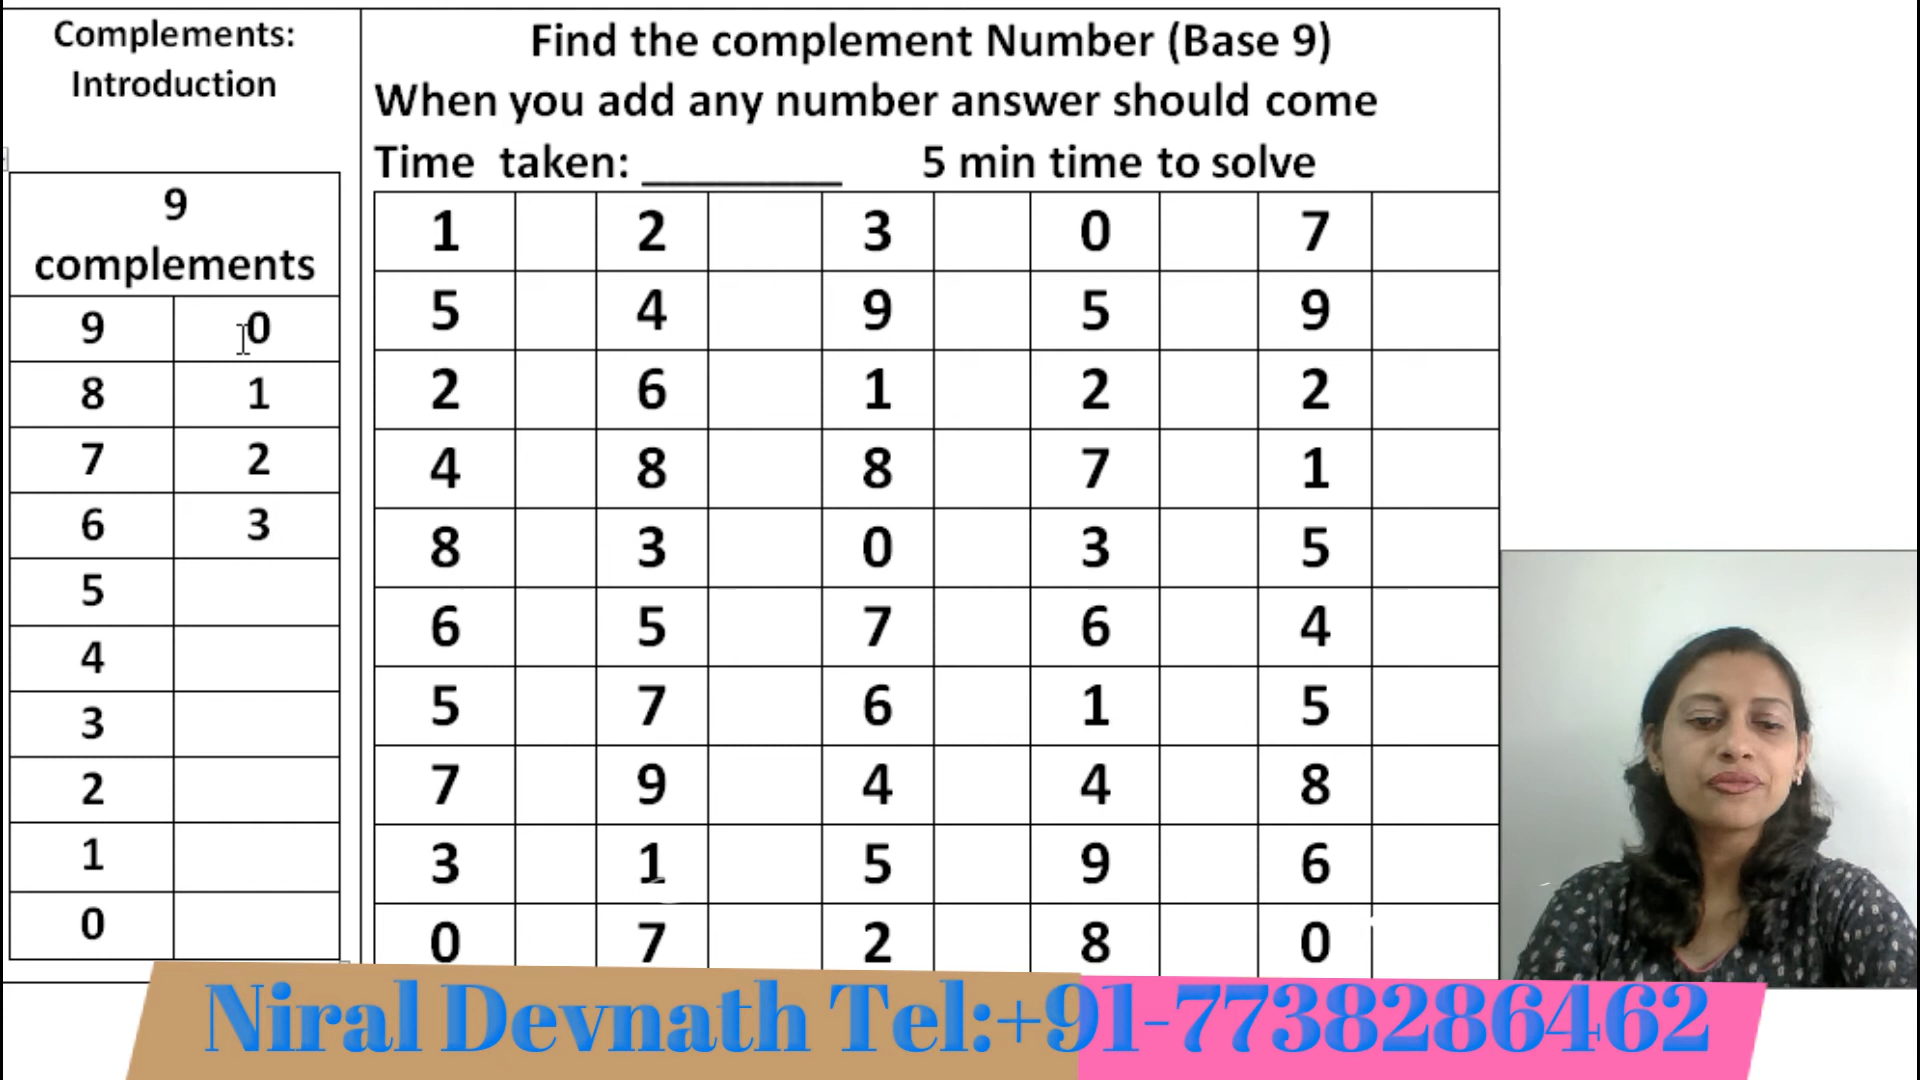 Complements:
Introduction
9
complements
9 0
8 1
7 2
6 3
5
4
3
2
1
0
Find the complement Number (Base 9)
When you add any number answer should come
Time taken: ________ 5 min time to solve
1 2 3 0 7
5 4 9 5 9
2 6 1 2 2
4 8 8 7 1
8 3 0 3 5
6 5 7 6 4
5 7 6 1 5
7 9 4 4 8
3 1 5 9 6
0 7 2 8 0
Niral Devnath Tel:+91-7738286462